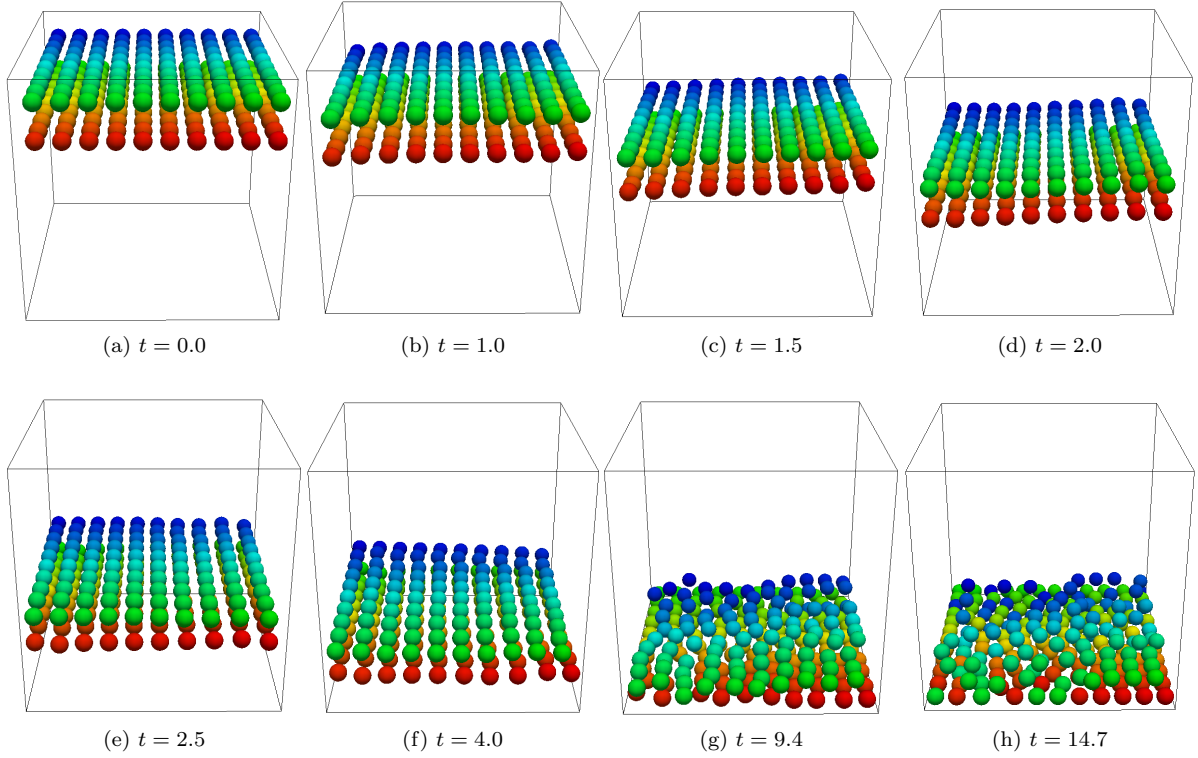 (a) t = 0.0
(b) t = 1.0
(c) t = 1.5
(d) t = 2.0
(e) t = 2.5
(f) t = 4.0
(g) t = 9.4
(h) t = 14.7